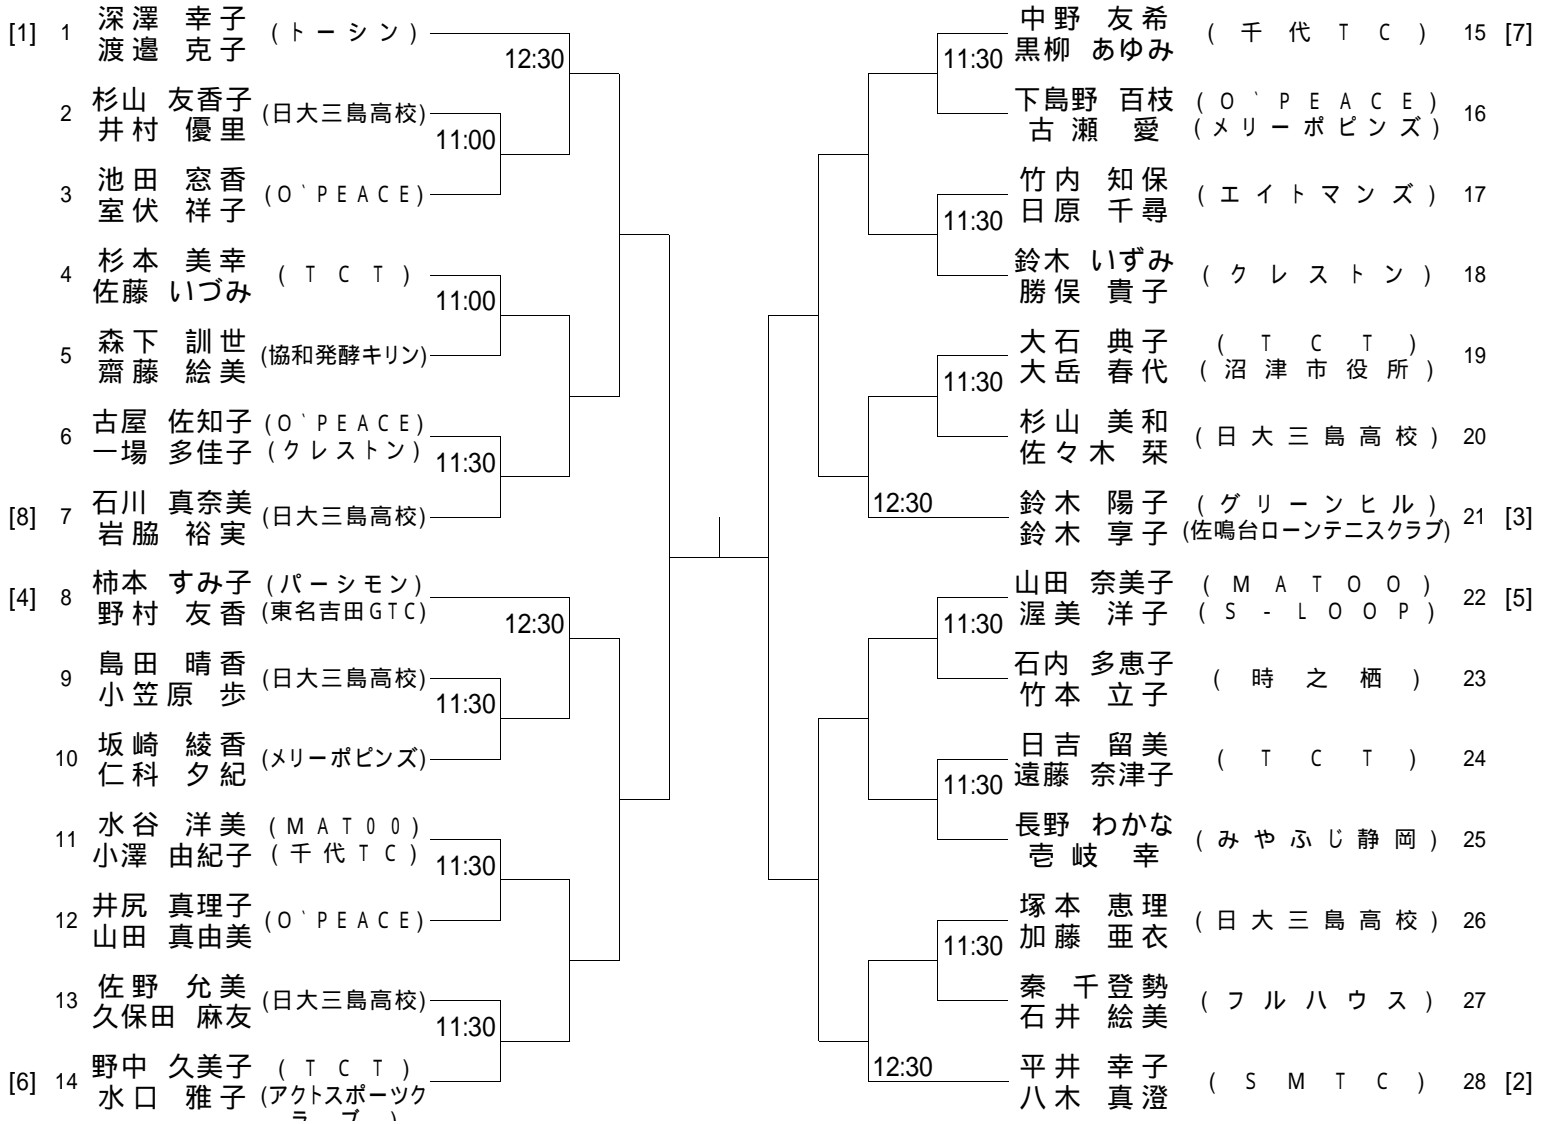 [1] 1 深澤 幸子 (トーシン)
渡邉 克子
12:30
2 杉山 友香子 (日大三島高校)
井村 優里
11:00
3 池田 窓香 (O`PEACE)
室伏 祥子
4 杉本 美幸 (TCT)
佐藤 いづみ
11:00
5 森下 訓世 (協和発酵キリン)
齋藤 絵美
6 古屋 佐知子 (O`PEACE)
一場 多佳子 (クレストン)
11:30
[8] 7 石川 真奈美 (日大三島高校)
岩脇 裕実
[4] 8 柿本 すみ子 (パーシモン)
野村 友香 (東名吉田GTC)
12:30
9 島田 晴香 (日大三島高校)
小笠原 歩
11:30
10 坂崎 綾香 (メリーポピンズ)
仁科 夕紀
11 水谷 洋美 (MAT00)
小澤 由紀子 (千代TC)
11:30
12 井尻 真理子 (O`PEACE)
山田 真由美
13 佐野 允美 (日大三島高校)
久保田 麻友
11:30
[6] 14 野中 久美子 (TCT)
水口 雅子 (アクトスポーツク
ラブ)
中野 友希 (千代TC) 15 [7]
黒柳 あゆみ
11:30
下島野 百枝 (O`PEACE) 16
古瀬 愛 (メリーポピンズ)
竹内 知保 (エイトマンズ) 17
日原 千尋
11:30
鈴木 いずみ (クレストン) 18
勝俣 貴子
大石 典子 (TCT) 19
大岳 春代 (沼津市役所)
11:30
杉山 美和 (日大三島高校) 20
佐々木 栞
12:30
鈴木 陽子 (グリーンヒル) 21 [3]
鈴木 享子 (佐鳴台ローンテニスクラブ)
山田 奈美子 (MATOO) 22 [5]
渥美 洋子 (S-LOOP)
11:30
石内 多恵子 (時之栖) 23
竹本 立子
日吉 留美 (TCT) 24
遠藤 奈津子
11:30
長野 わかな (みやふじ静岡) 25
壱岐 幸
塚本 恵理 (日大三島高校) 26
加藤 亜衣
11:30
秦 千登勢 (フルハウス) 27
石井 絵美
12:30
平井 幸子 (SMTC) 28 [2]
八木 真澄